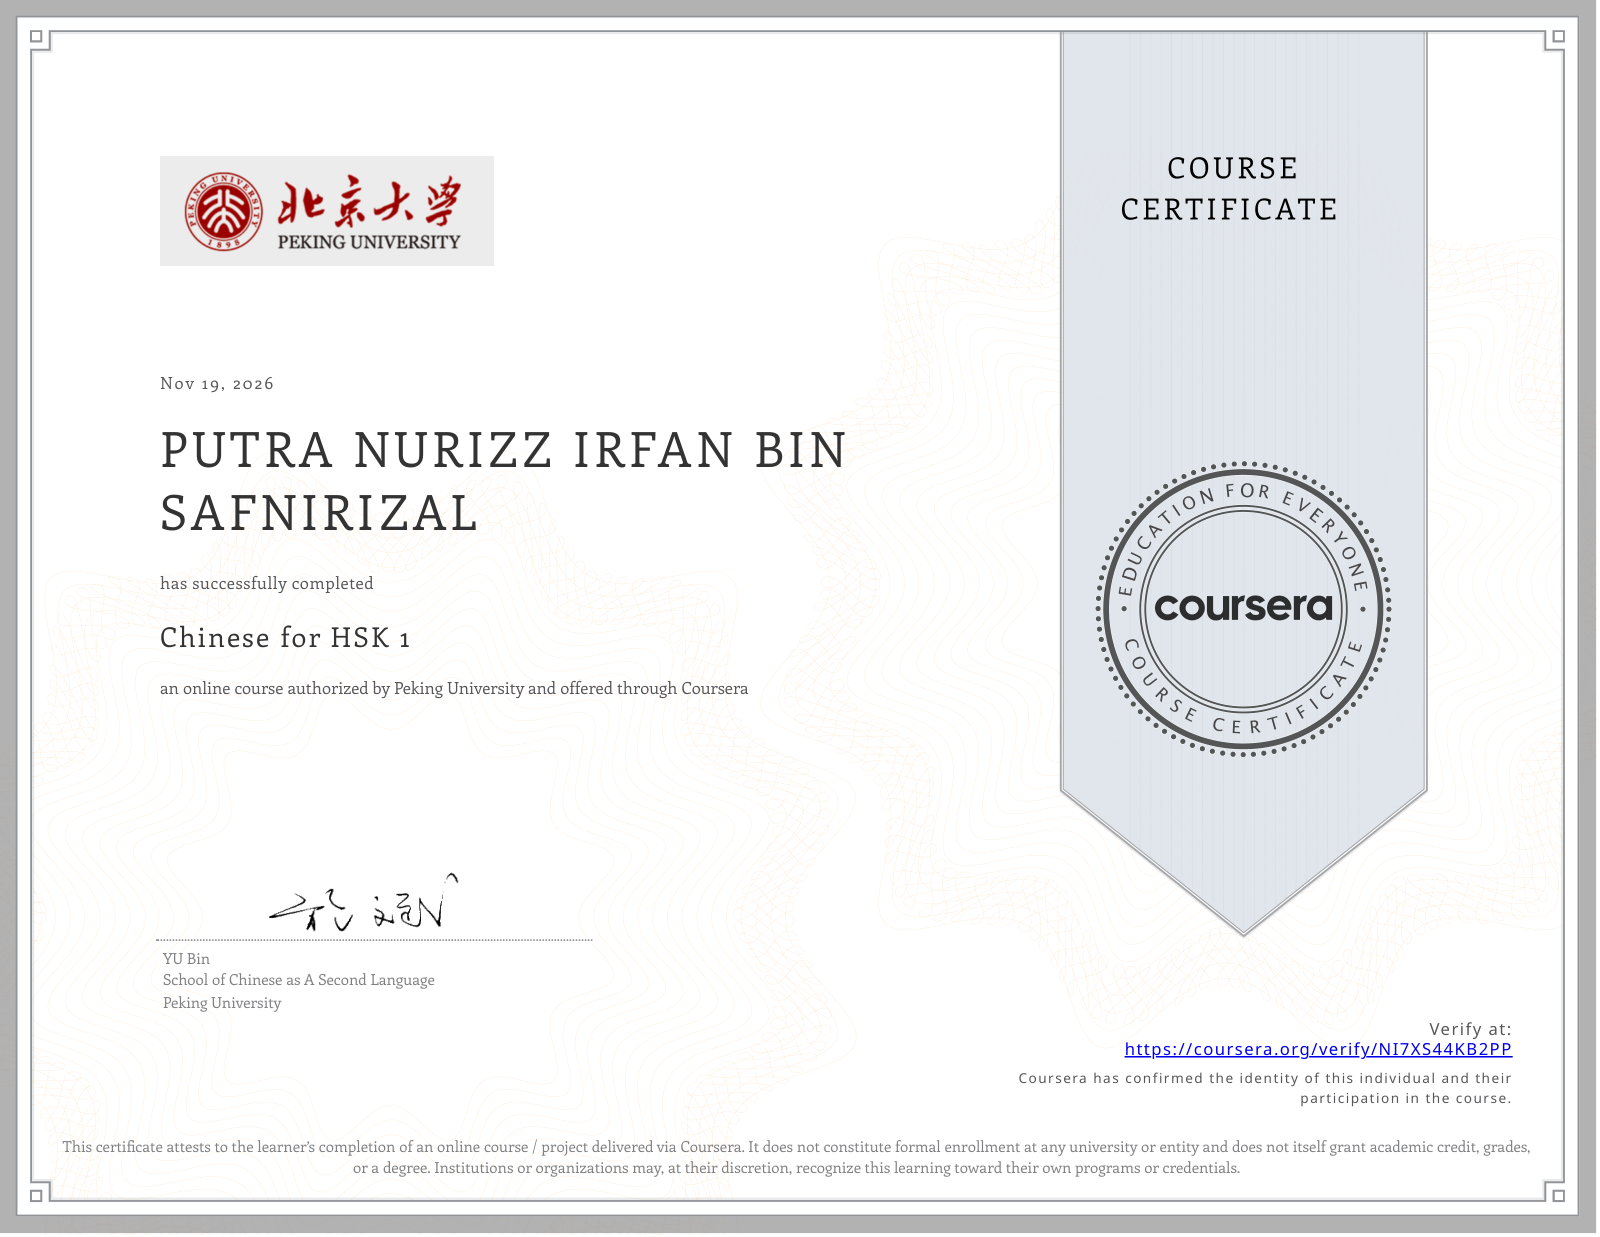 PEKING UNIVERSITY
1898
北京大学
PEKING UNIVERSITY
COURSE
CERTIFICATE
Nov 19, 2026
PUTRA NURIZZ IRFAN BIN
SAFNIRIZAL
has successfully completed
Chinese for HSK 1
an online course authorized by Peking University and offered through Coursera
EDUCATION FOR EVERYONE
coursera
COURSE CERTIFICATE
YU Bin
School of Chinese as A Second Language
Peking University
Verify at:
https://coursera.org/verify/NI7XS44KB2PP
Coursera has confirmed the identity of this individual and their
participation in the course.
This certificate attests to the learner’s completion of an online course / project delivered via Coursera. It does not constitute formal enrollment at any university or entity and does not itself grant academic credit, grades,
or a degree. Institutions or organizations may, at their discretion, recognize this learning toward their own programs or credentials.